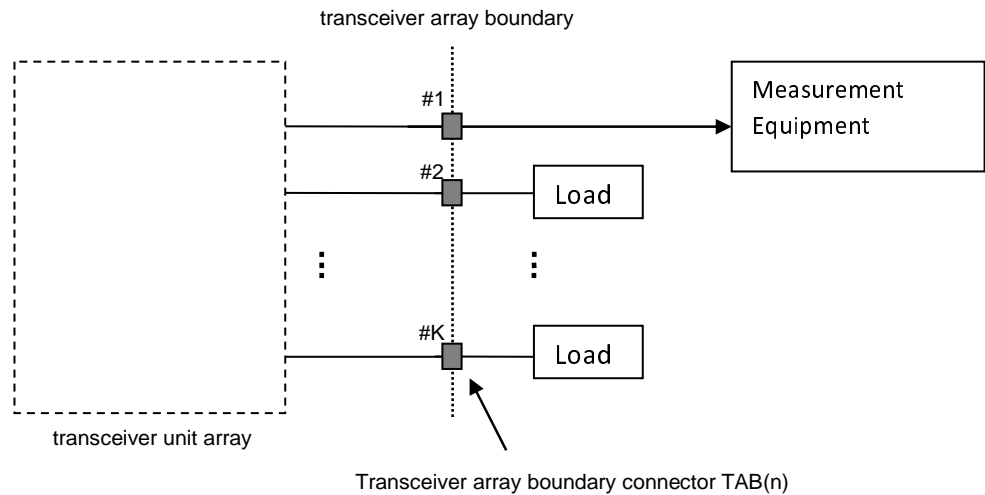 transceiver array boundary
#1
Measurement
Equipment
#2
Load
#K
Load
transceiver unit array
Transceiver array boundary connector TAB(n)